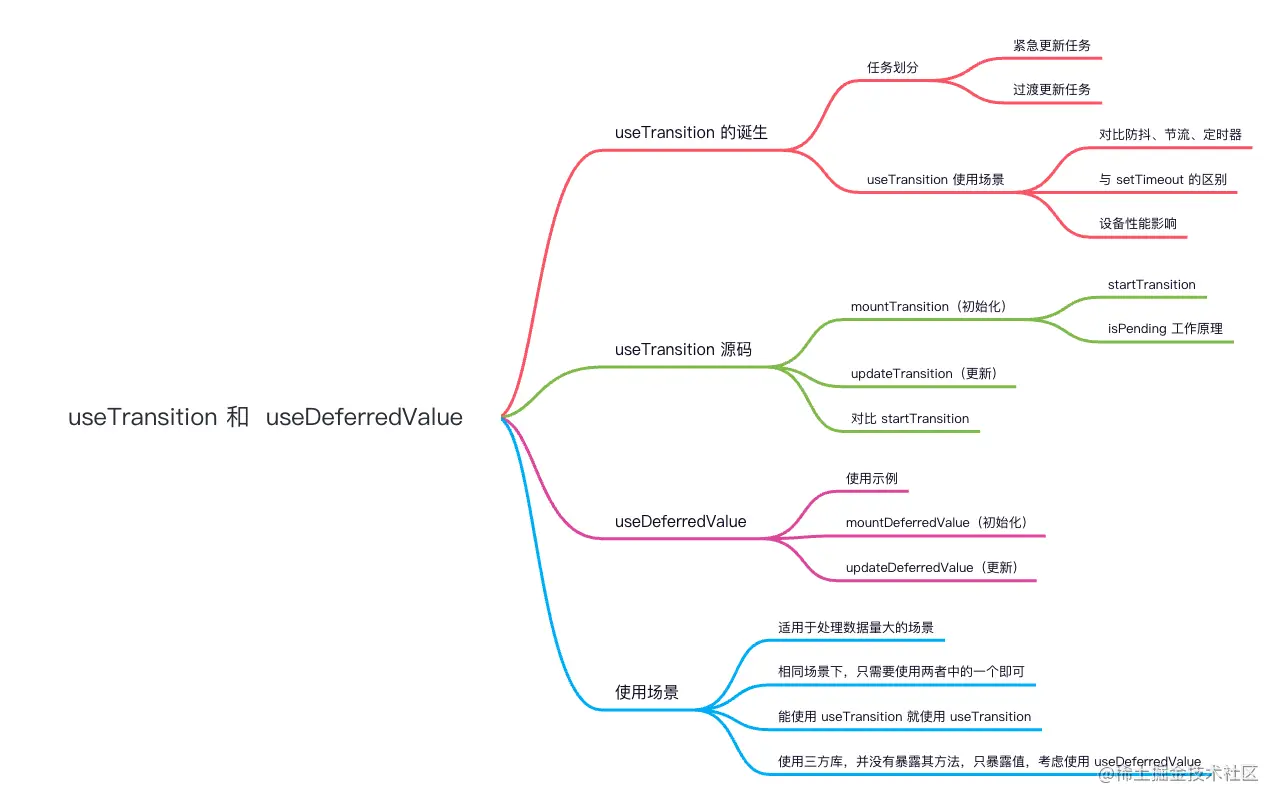 useTransition 和 useDeferredValue
useTransition 的诞生
任务划分
紧急更新任务
过渡更新任务
useTransition 使用场景
对比防抖、节流、定时器
与 setTimeout 的区别
设备性能影响
useTransition 源码
mountTransition（初始化）
startTransition
isPending 工作原理
updateTransition（更新）
对比 startTransition
useDeferredValue
使用示例
mountDeferredValue（初始化）
updateDeferredValue（更新）
使用场景
适用于处理数据量大的场景
相同场景下，只需要使用两者中的一个即可
能使用 useTransition 就使用 useTransition
使用三方库，并没有暴露其方法，只暴露值，考虑使用 useDeferredValue
@稀土掘金技术社区